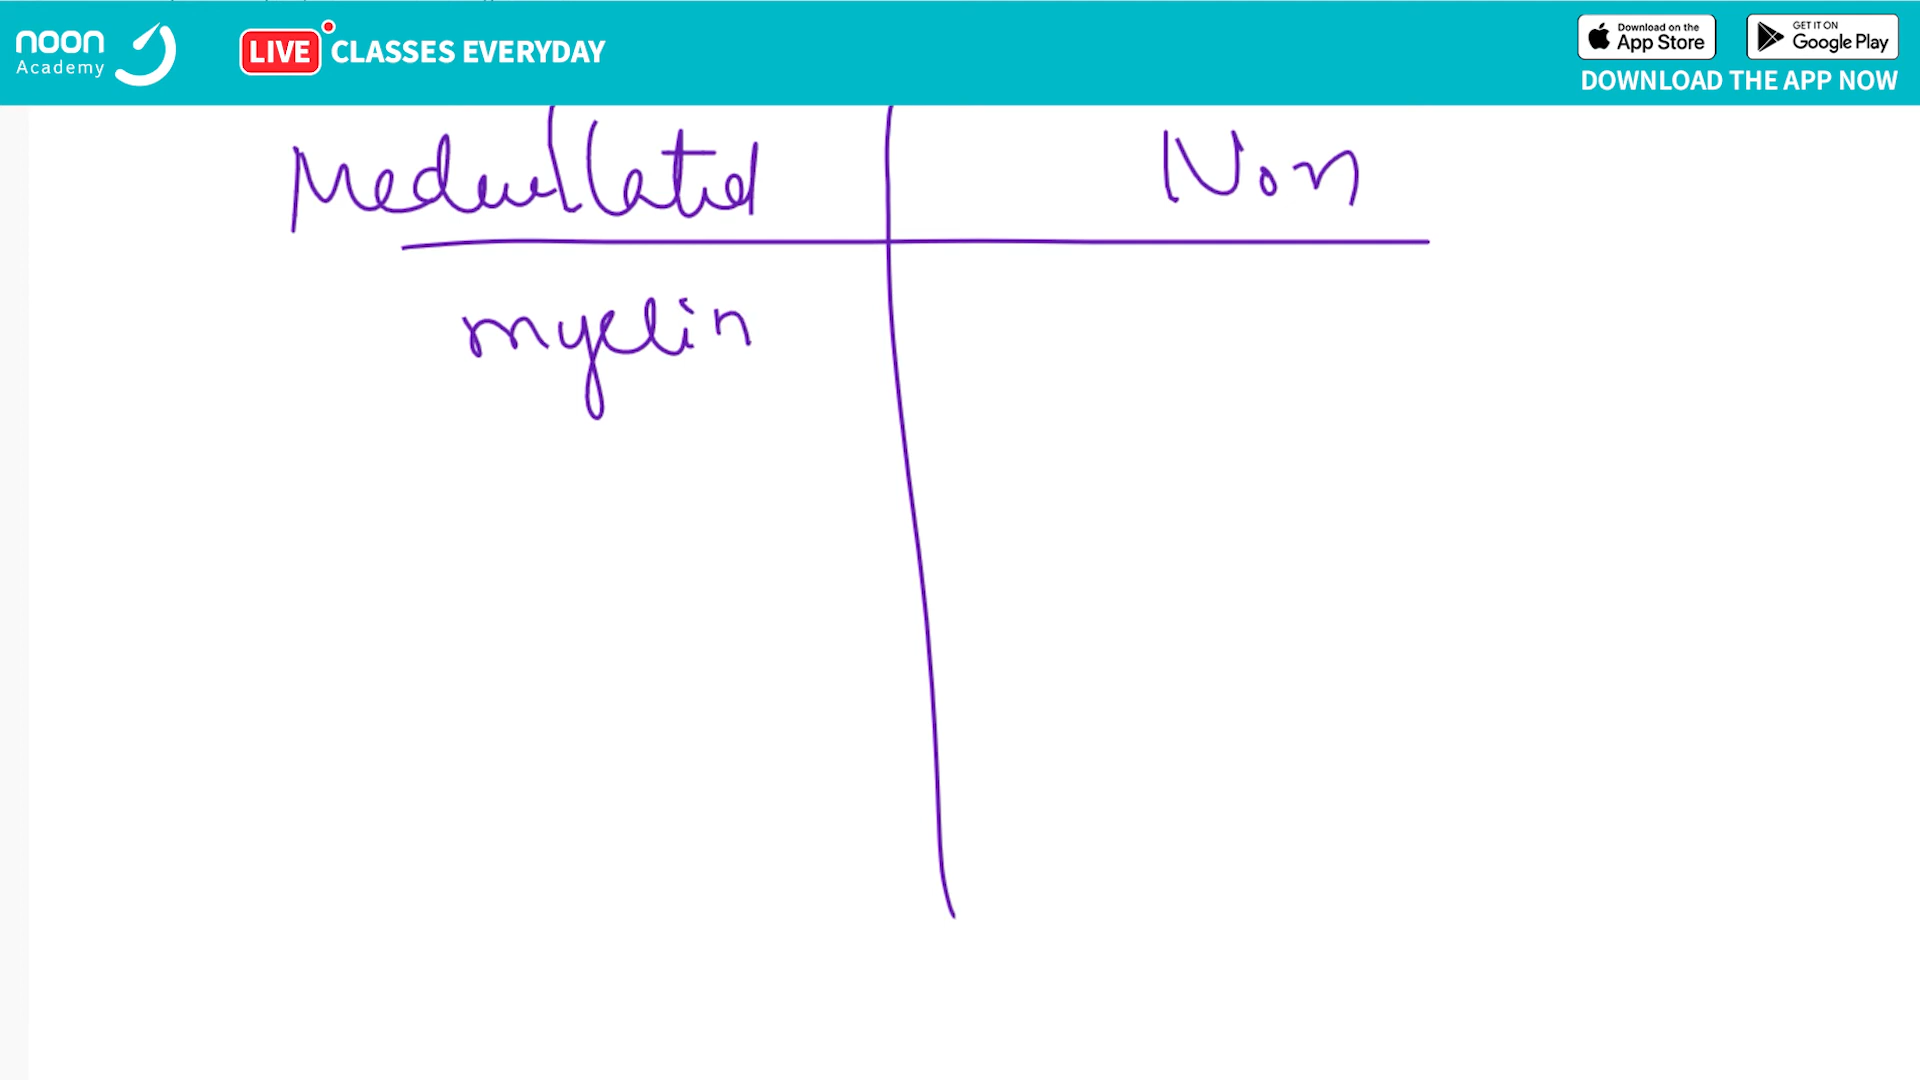 noon
Academy
LIVE CLASSES EVERYDAY
Download on the
App Store
GET IT ON
Google Play
DOWNLOAD THE APP NOW
Medullated
Non
myelin